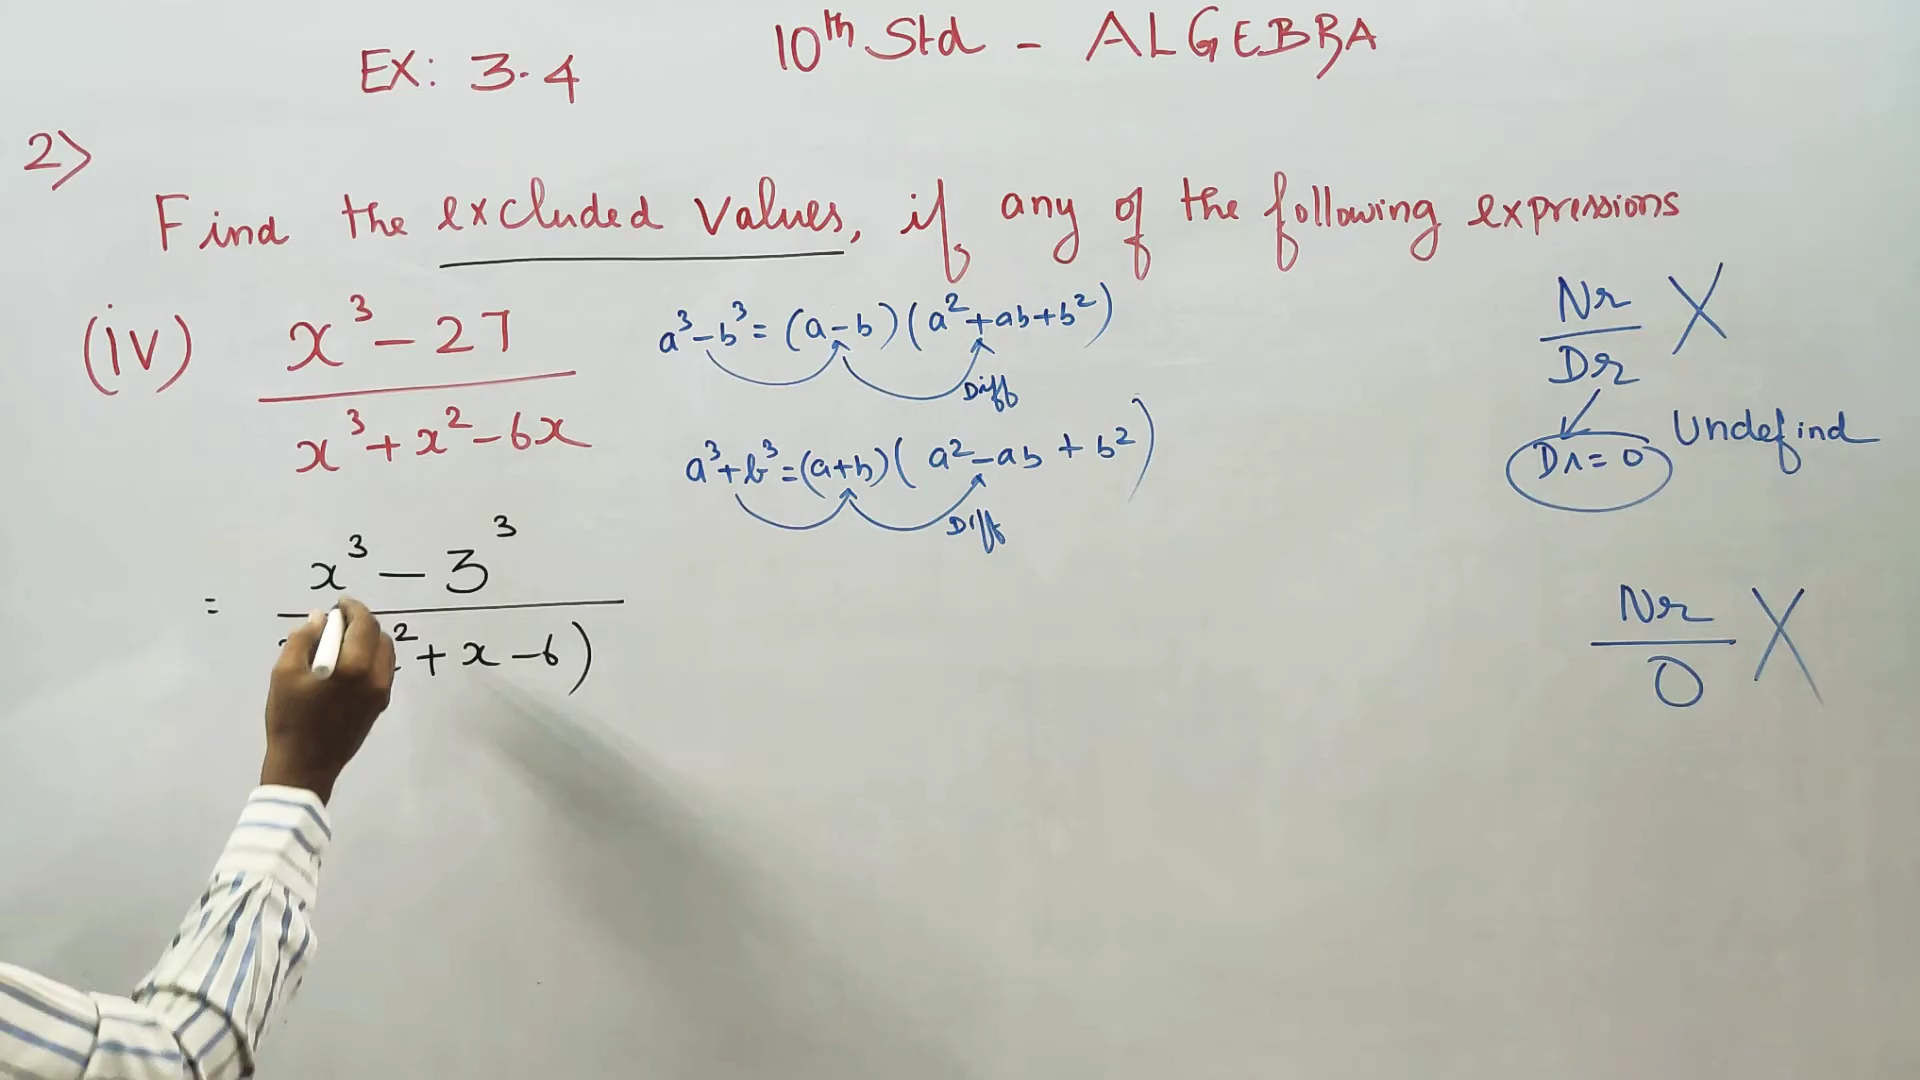 EX: 3.4
10th Std - ALGEBRA
2>
Find the excluded values, if any of the following expressions
(iv) x³ - 27
x³ + x² - 6x
a³ - b³ = (a - b) (a² + ab + b²)
Diff
a³ + b³ = (a+b) ( a² - ab + b² )
Diff
Nr X
Dr
Dr = 0 Undefind
= x³ - 3³
² + x - 6)
Nr X
0